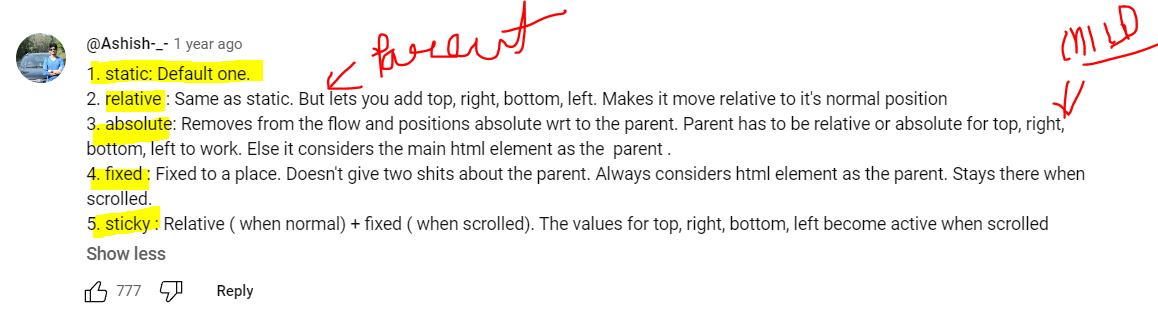 Parent
CHILD
@Ashish-_- 1 year ago
1. static: Default one.
2. relative : Same as static. But lets you add top, right, bottom, left. Makes it move relative to it's normal position
3. absolute: Removes from the flow and positions absolute wrt to the parent. Parent has to be relative or absolute for top, right,
bottom, left to work. Else it considers the main html element as the parent .
4. fixed : Fixed to a place. Doesn't give two shits about the parent. Always considers html element as the parent. Stays there when
scrolled.
5. sticky : Relative ( when normal) + fixed ( when scrolled). The values for top, right, bottom, left become active when scrolled
Show less
777 Reply